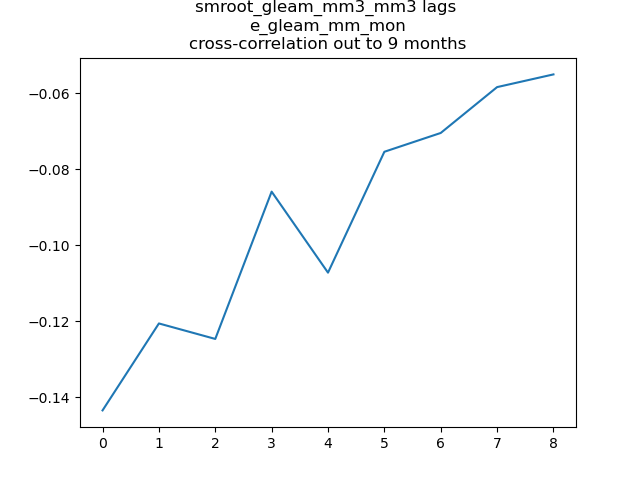 smroot_gleam_mm3_mm3 lags
e_gleam_mm_mon
cross-correlation out to 9 months
−0.06
−0.08
−0.10
−0.12
−0.14
0 1 2 3 4 5 6 7 8